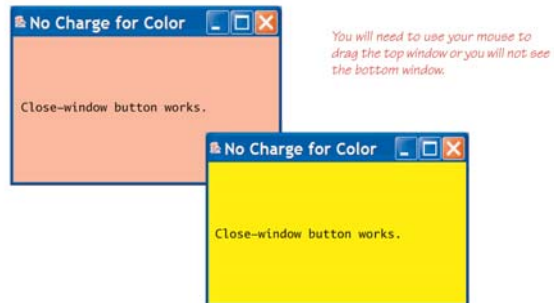 No Charge for Color
You will need to use your mouse to
drag the top window or you will not see
the bottom window.
Close-window button works.
No Charge for Color
Close-window button works.